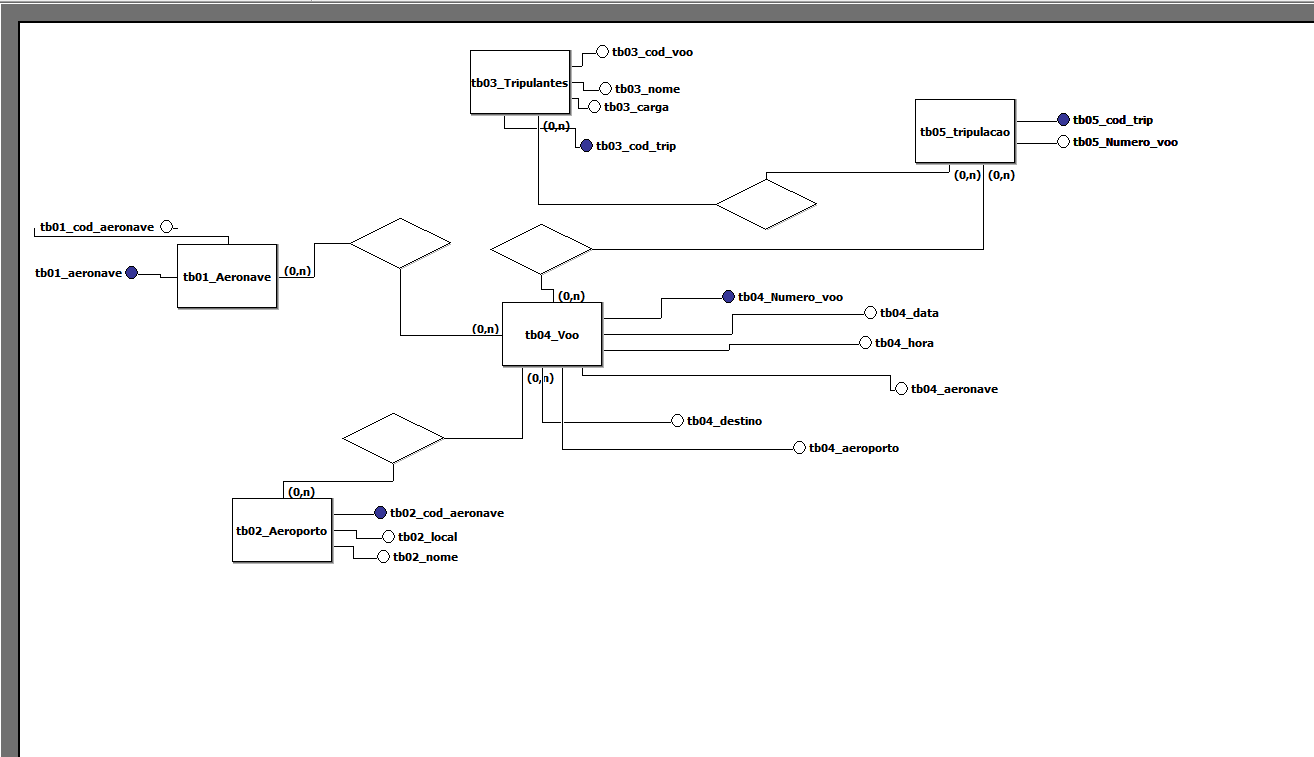 tb03_cod_voo
tb03_Tripulantes
tb03_nome
tb03_carga
(0,n)
tb03_cod_trip
tb05_tripulacao
tb05_cod_trip
tb05_Numero_voo
(0,n)
(0,n)
tb01_cod_aeronave
tb01_aeronave
tb01_Aeronave
(0,n)
(0,n)
(0,n)
tb04_Voo
tb04_Numero_voo
tb04_data
tb04_hora
(0,n)
tb04_aeronave
tb04_destino
tb04_aeroporto
(0,n)
tb02_Aeroporto
tb02_cod_aeronave
tb02_local
tb02_nome